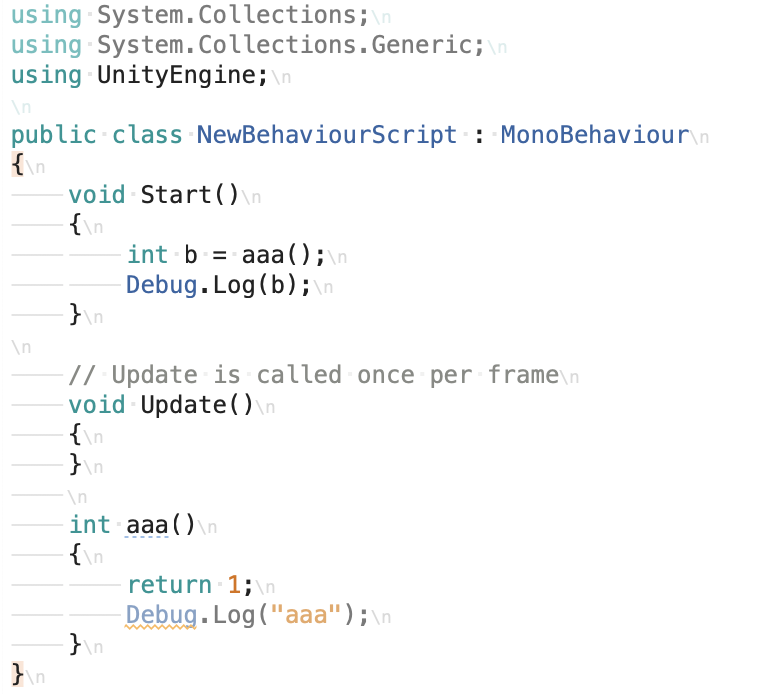 using System.Collections;\n
using System.Collections.Generic;\n
using UnityEngine;\n
\n
public class NewBehaviourScript : MonoBehaviour\n
{\n
void Start()\n
{\n
int b = aaa();\n
Debug.Log(b);\n
}\n
\n
// Update is called once per frame\n
void Update()\n
{\n
}\n
\n
int aaa()\n
{\n
return 1;\n
Debug.Log("aaa");\n
}\n
}\n